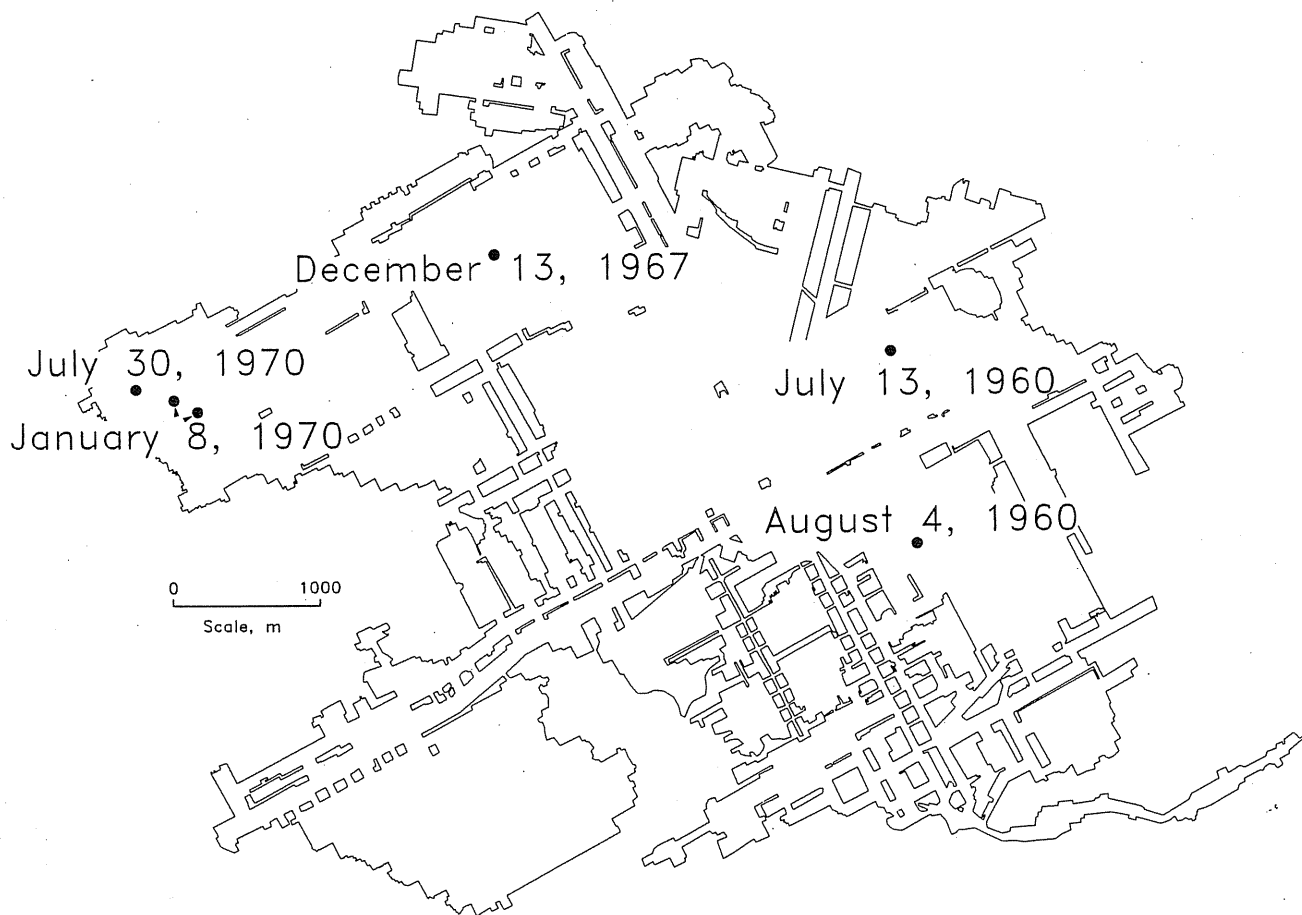 December 13, 1967
July 30, 1970
July 13, 1960
January 8, 1970
August 4, 1960
0 1000
Scale, m